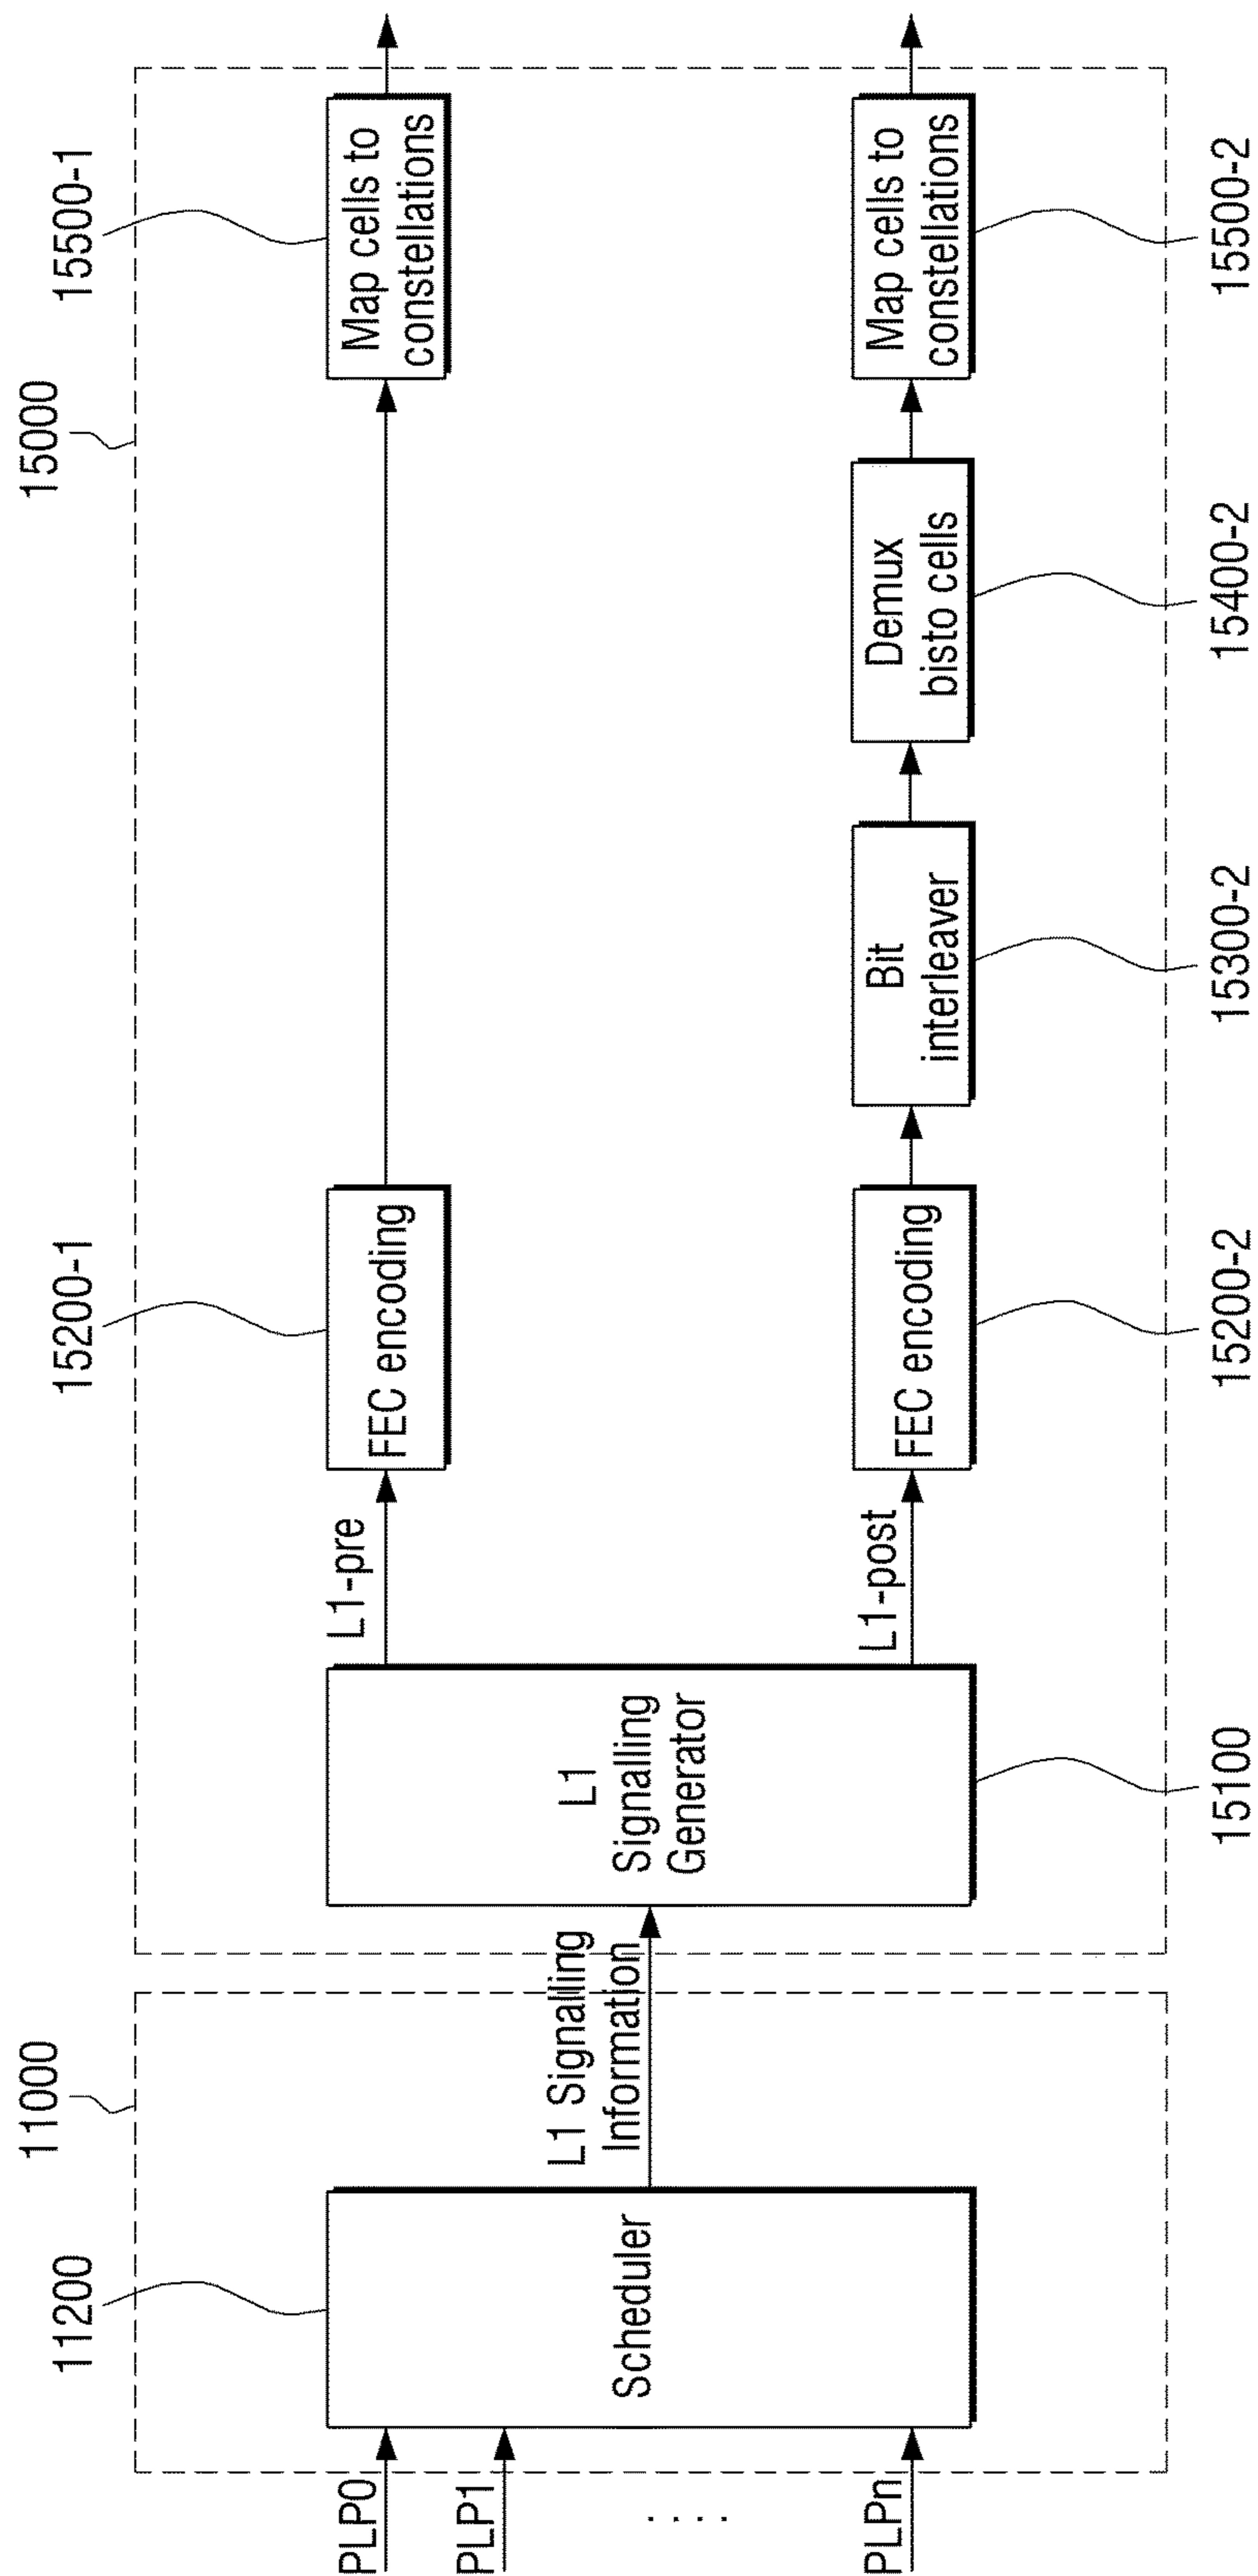 11000
15000
11200
15200-1
15500-1
PLP0
PLP1
. . . .
PLPn
Scheduler
L1 Signalling
Information
L1
Signalling
Generator
L1-pre
FEC encoding
Map cells to
constellations
L1-post
FEC encoding
Bit
interleaver
Demux
bisto cells
Map cells to
constellations
15100
15200-2
15300-2
15400-2
15500-2